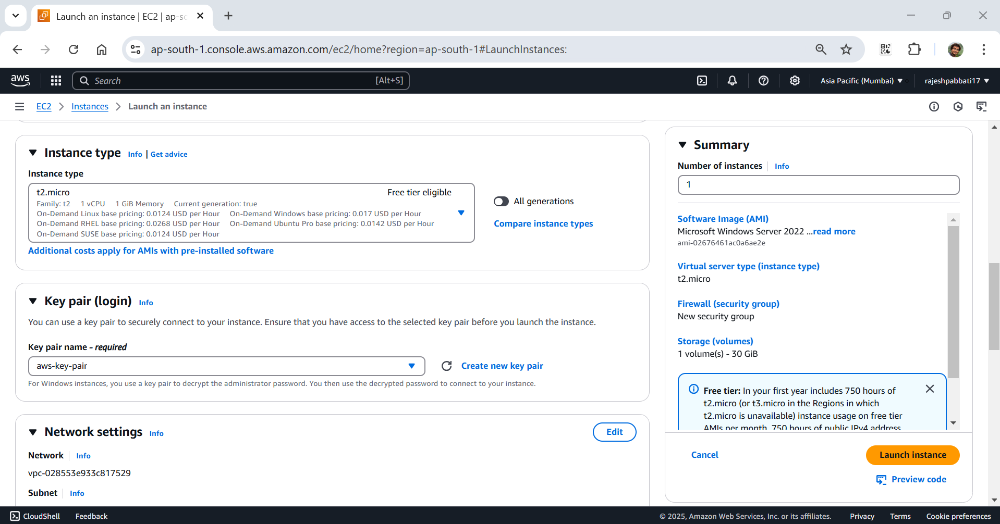 Launch an instance | EC2 | ap-so
ap-south-1.console.aws.amazon.com/ec2/home?region=ap-south-1#LaunchInstances:
aws
Search
[Alt+S]
Asia Pacific (Mumbai)
rajeshpabbati17
EC2
Instances
Launch an instance
Instance type
Info
Get advice
Instance type
t2.micro
Free tier eligible
Family: t2 1 vCPU 1 GiB Memory Current generation: true
On-Demand Linux base pricing: 0.0124 USD per Hour On-Demand Windows base pricing: 0.017 USD per Hour
On-Demand RHEL base pricing: 0.0268 USD per Hour On-Demand Ubuntu Pro base pricing: 0.0142 USD per Hour
On-Demand SUSE base pricing: 0.0124 USD per Hour
All generations
Compare instance types
Additional costs apply for AMIs with pre-installed software
Key pair (login)
Info
You can use a key pair to securely connect to your instance. Ensure that you have access to the selected key pair before you launch the instance.
Key pair name - required
aws-key-pair
Create new key pair
For Windows instances, you use a key pair to decrypt the administrator password. You then use the decrypted password to connect to your instance.
Network settings
Info
Edit
Network
Info
vpc-028553e933c817529
Subnet
Info
Summary
Number of instances
Info
1
Software Image (AMI)
Microsoft Windows Server 2022 ...read more
ami-02676461ac0a6ae2e
Virtual server type (instance type)
t2.micro
Firewall (security group)
New security group
Storage (volumes)
1 volume(s) - 30 GiB
Free tier: In your first year includes 750 hours of
t2.micro (or t3.micro in the Regions in which
t2.micro is unavailable) instance usage on free tier
AMIs per month, 750 hours of public IPv4 address
Cancel
Launch instance
Preview code
CloudShell
Feedback
© 2025, Amazon Web Services, Inc. or its affiliates.
Privacy
Terms
Cookie preferences